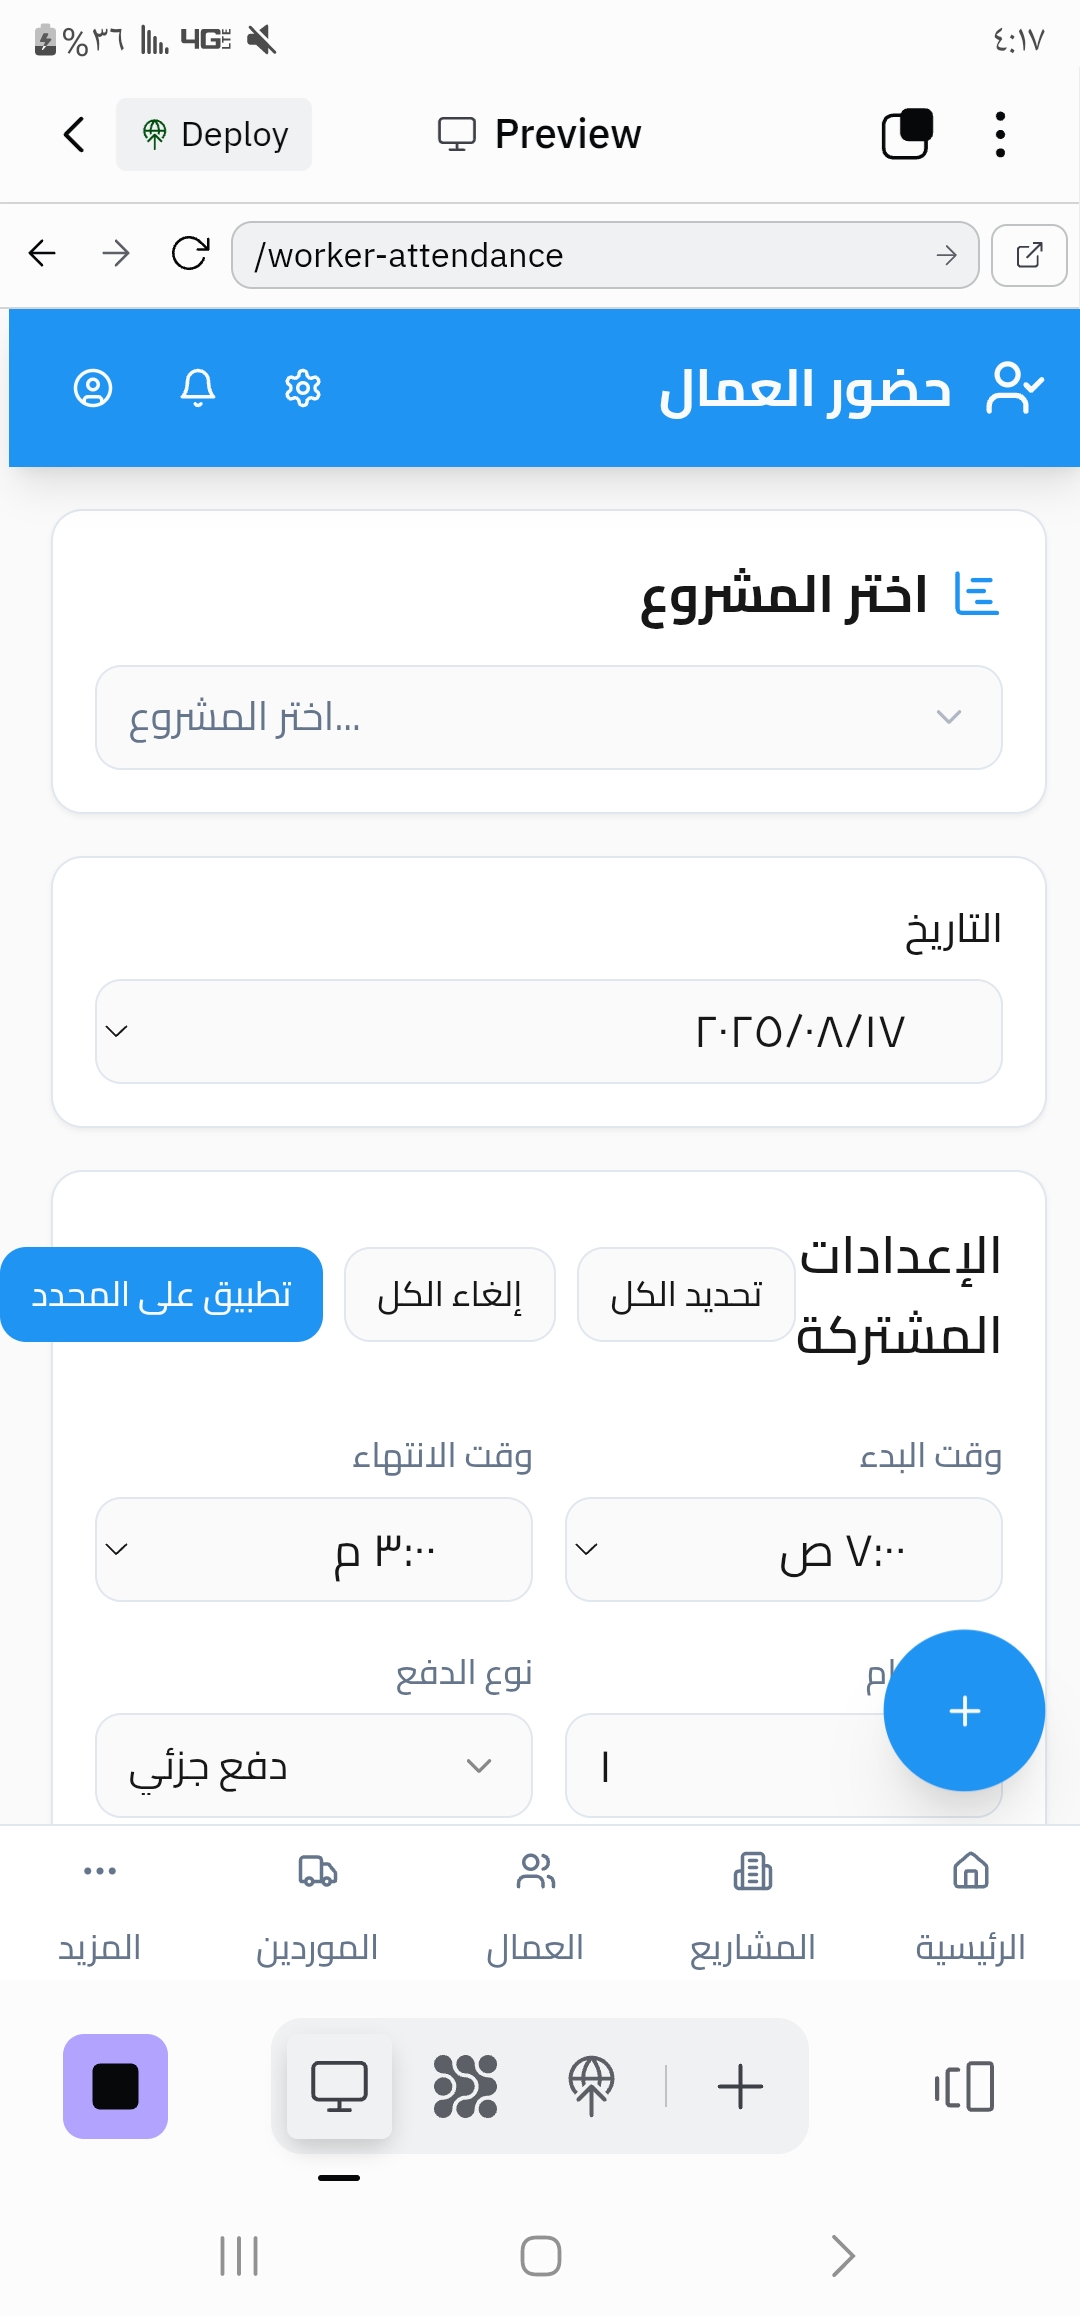 %٣٦ 4G LTE ٤:١٧
Deploy Preview
/worker-attendance
حضور العمال
اختر المشروع
اختر المشروع...
التاريخ
٢٠٢٥/٠٨/١٧
الإعدادات المشتركة
تحديد الكل إلغاء الكل تطبيق على المحدد
وقت البدء وقت الانتهاء
٧:٠٠ ص ٣:٠٠ م
نوع الدفع
١ دفع جزئي
الرئيسية المشاريع العمال الموردين المزيد